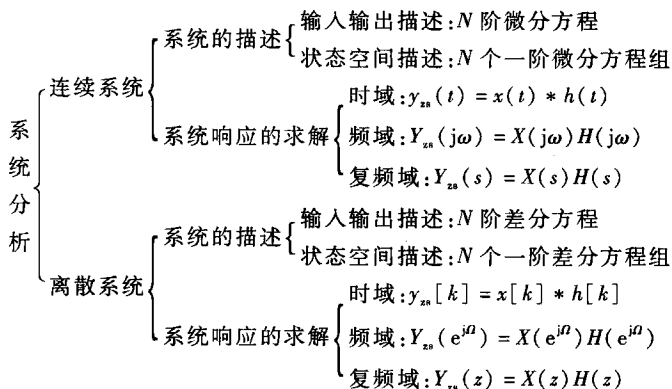 系统分析
连续系统
系统的描述
输入输出描述:N 阶微分方程
状态空间描述:N 个一阶微分方程组
系统响应的求解
时域:y_zs(t) = x(t) * h(t)
频域:Y_zs(jω) = X(jω)H(jω)
复频域:Y_zs(s) = X(s)H(s)
离散系统
系统的描述
输入输出描述:N 阶差分方程
状态空间描述:N 个一阶差分方程组
系统响应的求解
时域:y_zs[k] = x[k] * h[k]
频域:Y_zs(e^jΩ) = X(e^jΩ)H(e^jΩ)
复频域:Y_zs(z) = X(z)H(z)